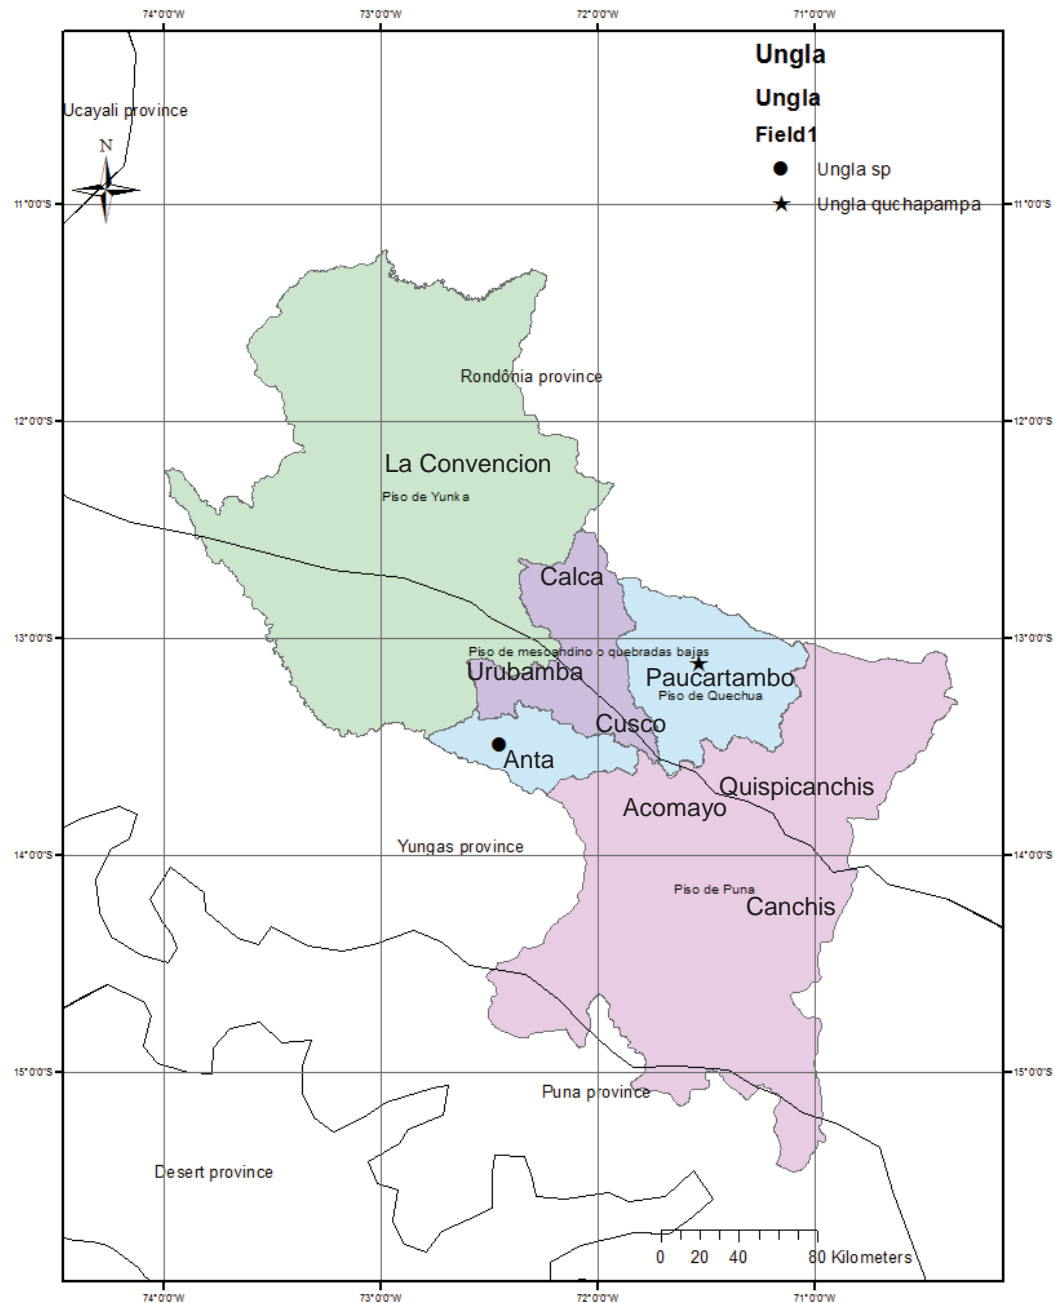 74°0'0"W
73°0'0"W
72°0'0"W
71°0'0"W
Ungla
Ungla
Field1
Ungla sp
Ungla quchapampa
Ucayali province
N
11°0'0"S
11°0'0"S
Rondônia province
12°0'0"S
12°0'0"S
La Convencion
Piso de Yunka
Calca
13°0'0"S
13°0'0"S
Piso de mesoandino o quebradas bajas
Urubamba
Paucartambo
Piso de Quechua
Cusco
Anta
Quispicanchis
Acomayo
Yungas province
14°0'0"S
14°0'0"S
Piso de Puna
Canchis
15°0'0"S
15°0'0"S
Puna province
Desert province
0 20 40 80 Kilometers
74°0'0"W
73°0'0"W
72°0'0"W
71°0'0"W